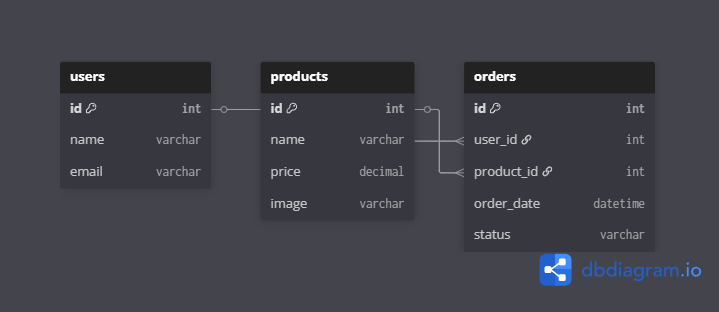 users
id int
name varchar
email varchar
products
id int
name varchar
price decimal
image varchar
orders
id int
user_id int
product_id int
order_date datetime
status varchar
dbdiagram.io